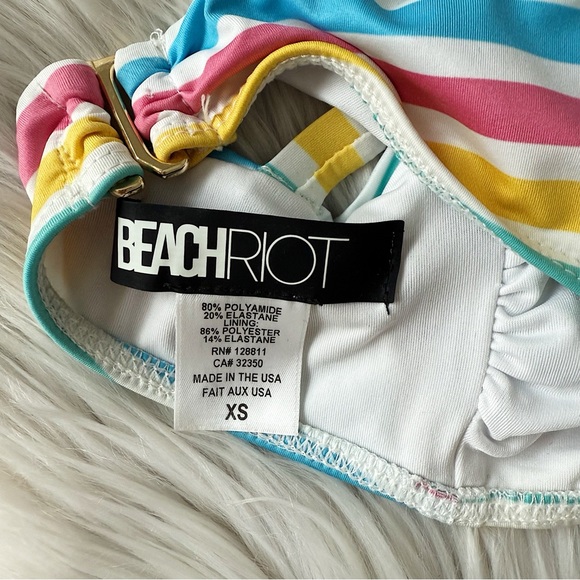 BEACHRIOT
80% POLYAMIDE
20% ELASTANE
LINING:
86% POLYESTER
14% ELASTANE
RN# 128811
CA# 32350
MADE IN THE USA
FAIT AUX USA
XS